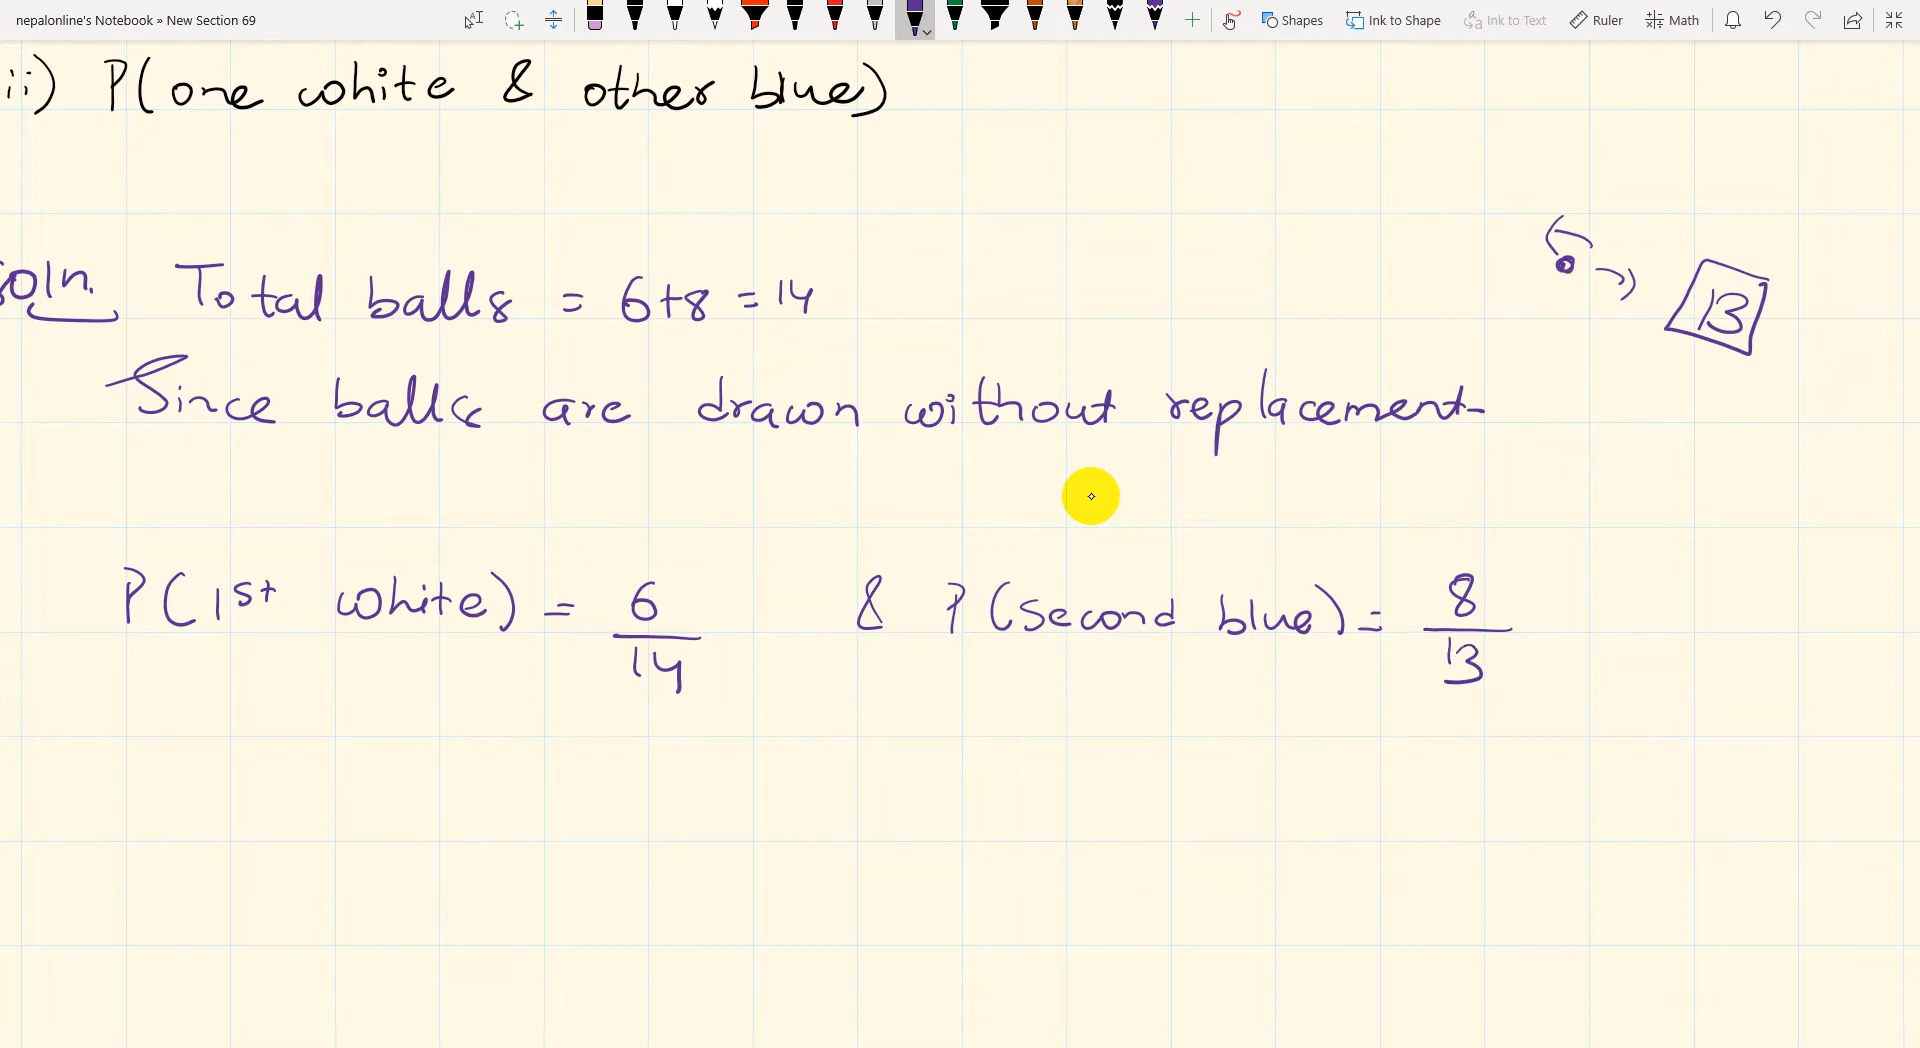 nepalonline's Notebook » New Section 69
Shapes Ink to Shape Ink to Text Ruler Math
ii) P(one white & other blue)
Soln. Total balls = 6+8 = 14
13
Since balls are drawn without replacement
P(1st white) = 6/14 & P(second blue) = 8/13